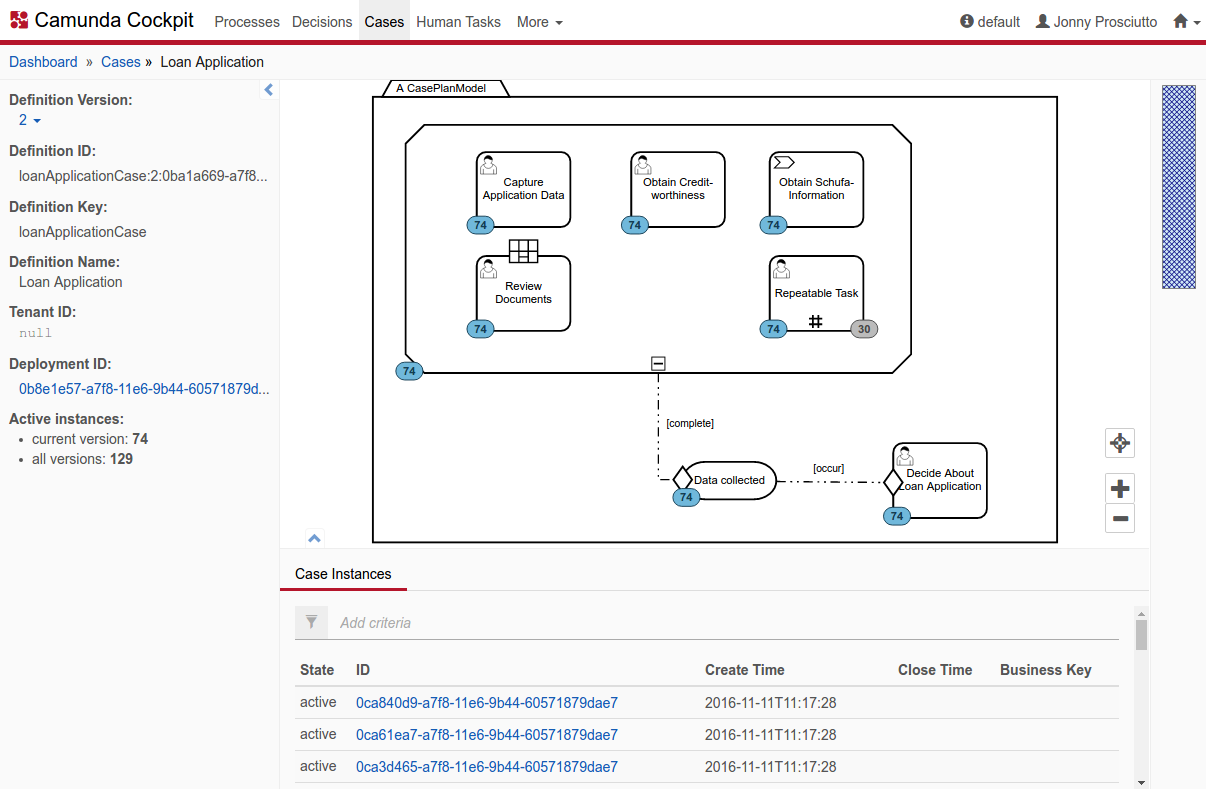 Camunda Cockpit Processes Decisions Cases Human Tasks More default Jonny Prosciutto
Dashboard » Cases » Loan Application
Definition Version:
2
Definition ID:
loanApplicationCase:2:0ba1a669-a7f8...
Definition Key:
loanApplicationCase
Definition Name:
Loan Application
Tenant ID:
null
Deployment ID:
0b8e1e57-a7f8-11e6-9b44-60571879d...
Active instances:
• current version: 74
• all versions: 129
A CasePlanModel
Capture
Application Data
74
Obtain Credit-
worthiness
74
Obtain Schufa-
Information
74
Review
Documents
74
Repeatable Task
74
30
74
[complete]
Data collected
74
[occur]
Decide About
Loan Application
74
Case Instances
Add criteria
State ID Create Time Close Time Business Key
active 0ca840d9-a7f8-11e6-9b44-60571879dae7 2016-11-11T11:17:28
active 0ca61ea7-a7f8-11e6-9b44-60571879dae7 2016-11-11T11:17:28
active 0ca3d465-a7f8-11e6-9b44-60571879dae7 2016-11-11T11:17:28